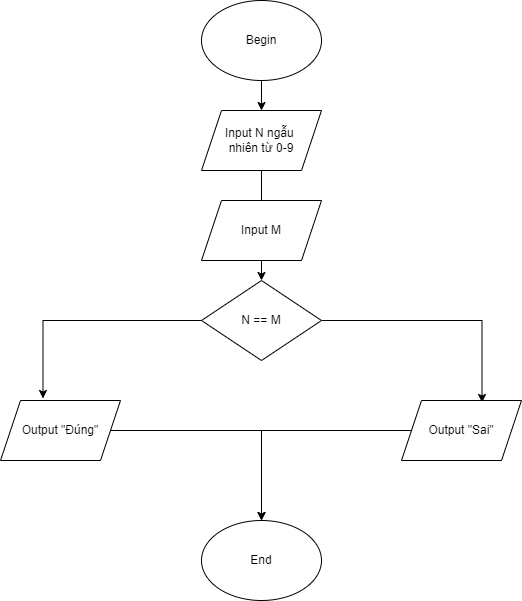 Begin
Input N ngẫu
nhiên từ 0-9
Input M
N == M
Output "Đúng"
Output "Sai"
End